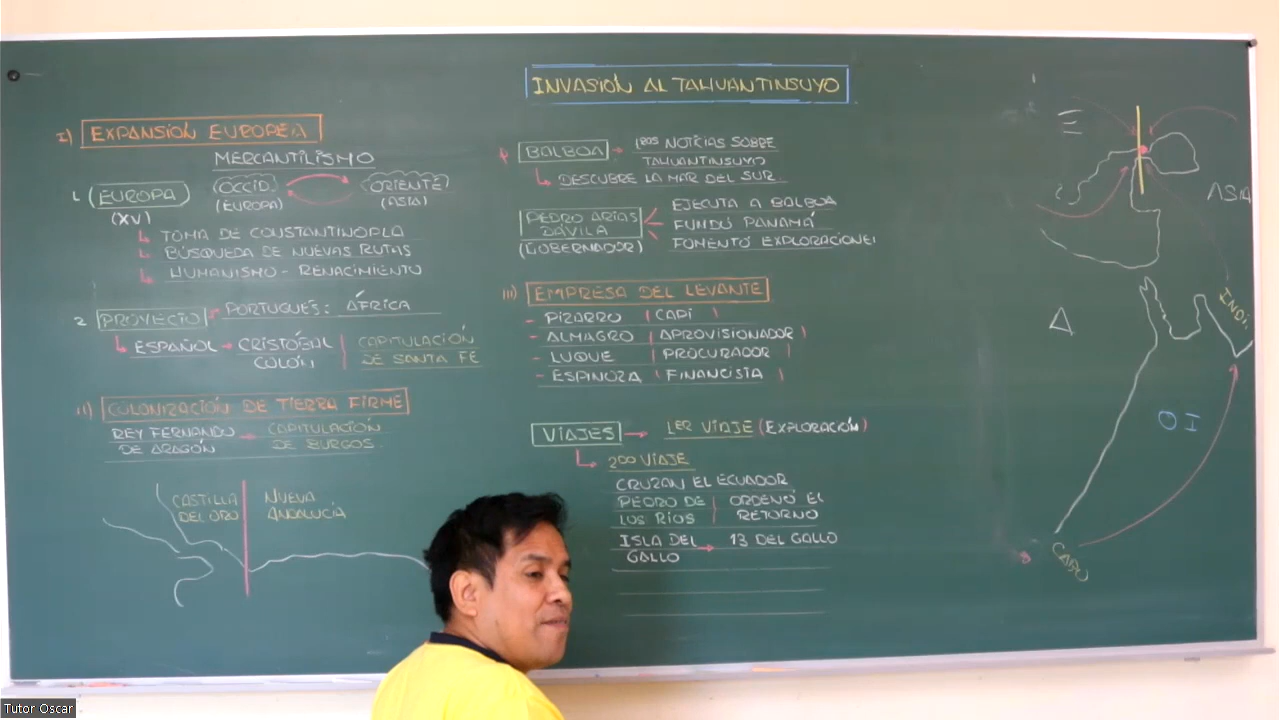 INVASIÓN AL TAHUANTINSUYO
I) EXPANSIÓN EUROPEA
MERCANTILISMO
1. EUROPA (XV)
OCCID. (EUROPA)
ORIENTE (ASIA)
TOMA DE CONSTANTINOPLA
BÚSQUEDA DE NUEVAS RUTAS
HUMANISMO - RENACIMIENTO
2. PROYECTO
PORTUGUÉS: ÁFRICA
ESPAÑOL → CRISTÓBAL COLÓN
CAPITULACIÓN DE SANTA FE
II) COLONIZACIÓN DE TIERRA FIRME
REY FERNANDO DE ARAGÓN → CAPITULACIÓN DE BURGOS
CASTILLA DEL ORO
NUEVA ANDALUCÍA
* BALBOA → 1RAS NOTICIAS SOBRE TAHUANTINSUYO
DESCUBRE LA MAR DEL SUR
PEDRO ARIAS DÁVILA
(GOBERNADOR)
EJECUTA A BALBOA
FUNDÓ PANAMÁ
FOMENTÓ EXPLORACIONE
III) EMPRESA DEL LEVANTE
- PIZARRO (CAPI )
- ALMAGRO (APROVISIONADOR)
- LUQUE (PROCURADOR)
- ESPINOZA (FINANCISTA)
VIAJES → 1ER VIAJE (EXPLORACIÓN)
2DO VIAJE
CRUZAN EL ECUADOR
PEDRO DE LOS RÍOS
ORDENÓ EL RETORNO
ISLA DEL GALLO → 13 DEL GALLO
E
ASIA
INDI
A
O I
CABO
Tutor Oscar